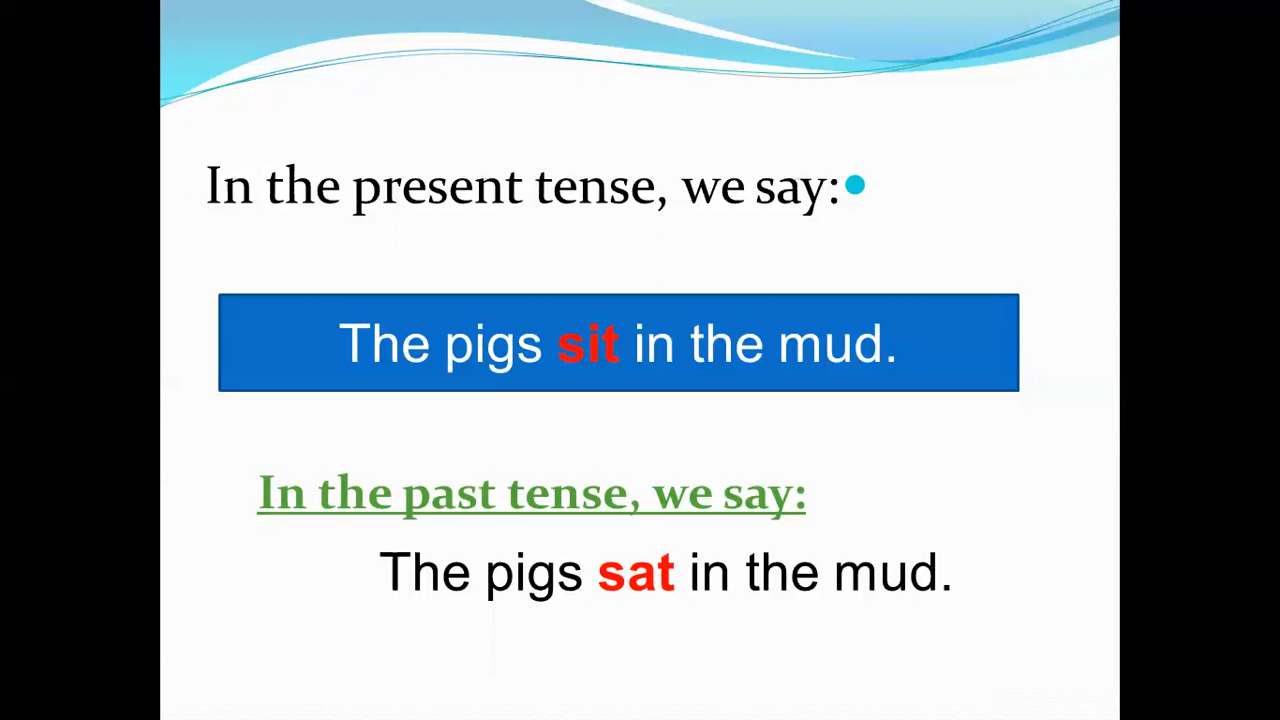 In the present tense, we say:
The pigs sit in the mud.
In the past tense, we say:
The pigs sat in the mud.